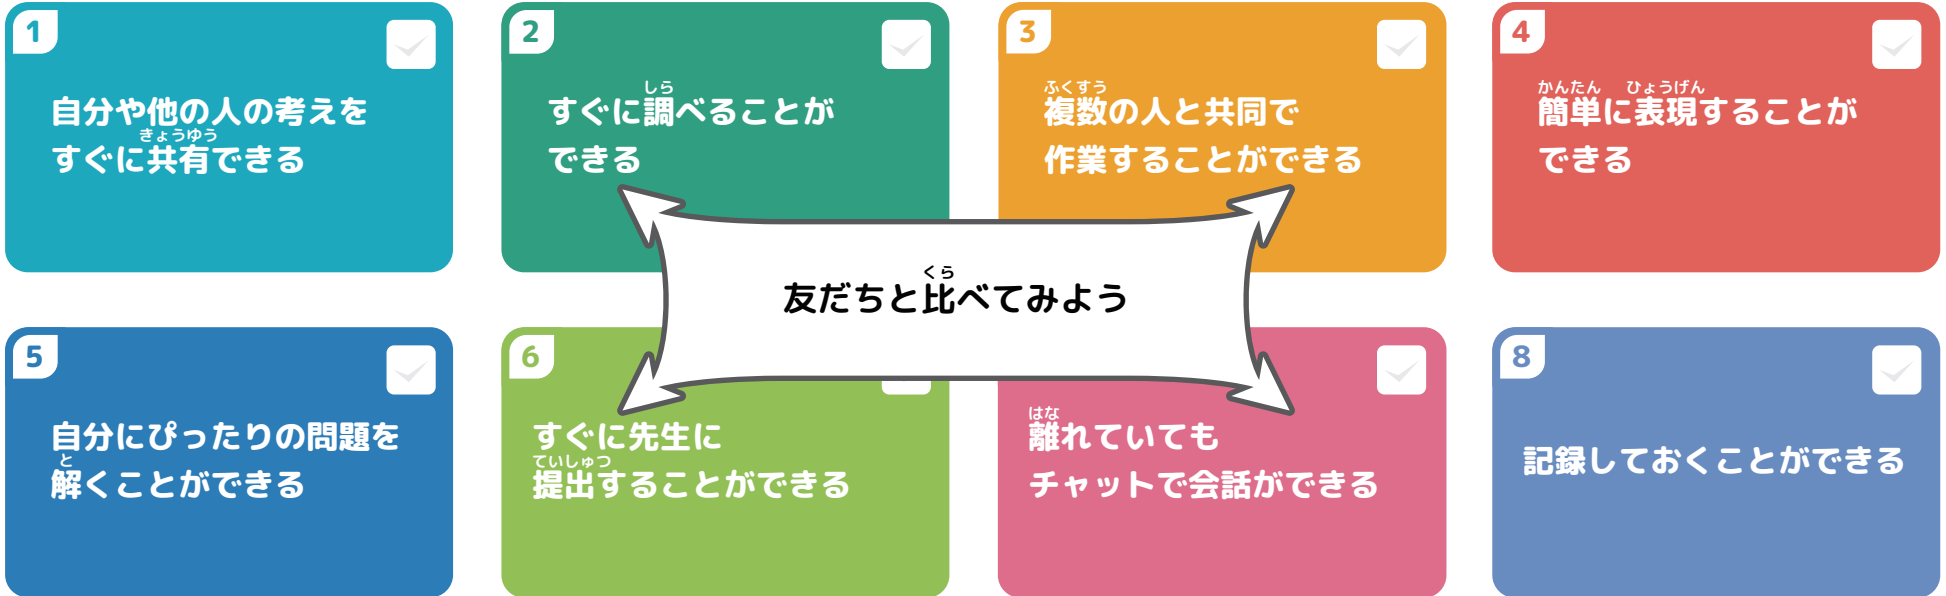 1
自分や他の人の考えを
きょうゆう
すぐに共有できる
2
しら
すぐに調べることが
できる
3
ふくすう
複数の人と共同で
作業することができる
4
かんたん ひょうげん
簡単に表現することが
できる
くら
友だちと比べてみよう
5
自分にぴったりの問題を
と
解くことができる
6
すぐに先生に
ていしゅつ
提出することができる
はな
離れていても
チャットで会話ができる
8
記録しておくことができる